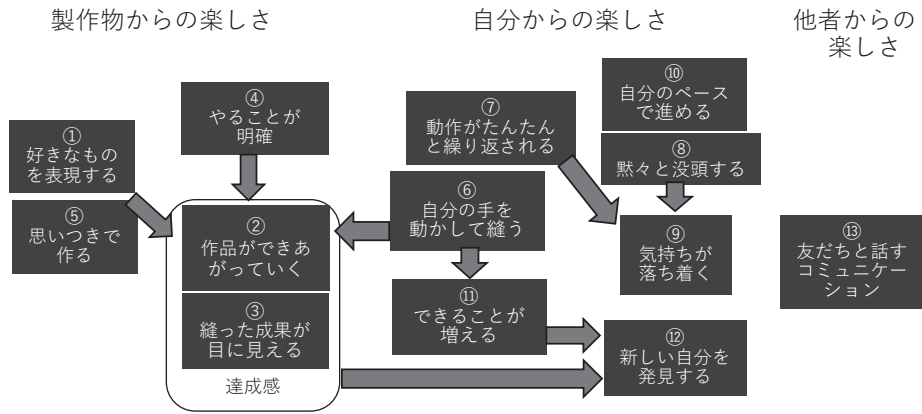 製作物からの楽しさ
自分からの楽しさ
他者からの
楽しさ
①
好きなもの
を表現する
⑤
思いつきで
作る
④
やることが
明確
②
作品ができあ
がっていく
③
縫った成果が
目に見える
達成感
⑦
動作がたんたん
と繰り返される
⑥
自分の手を
動かして縫う
⑪
できることが
増える
⑩
自分のペース
で進める
⑧
黙々と没頭する
⑨
気持ちが
落ち着く
⑫
新しい自分を
発見する
⑬
友だちと話す
コミュニケー
ション